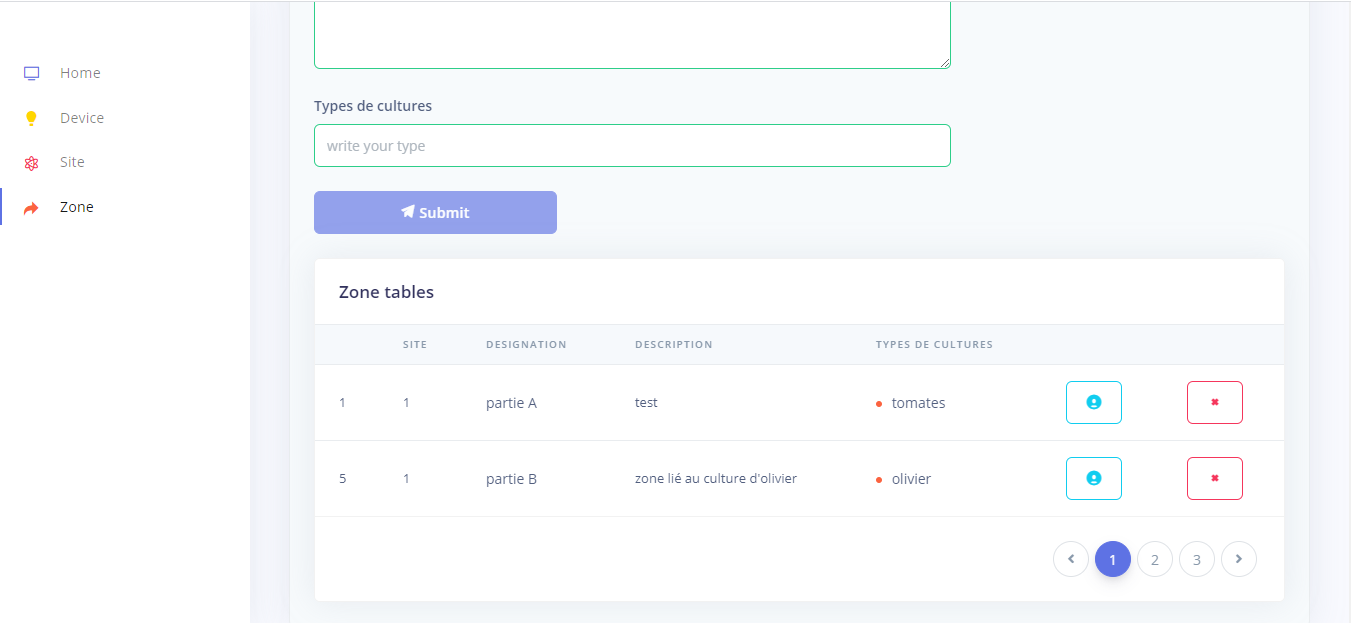 Home
Device
Site
Zone
Types de cultures
write your type
Submit
Zone tables
SITE DESIGNATION DESCRIPTION TYPES DE CULTURES
1 1 partie A test tomates
5 1 partie B zone lié au culture d'olivier olivier
1 2 3